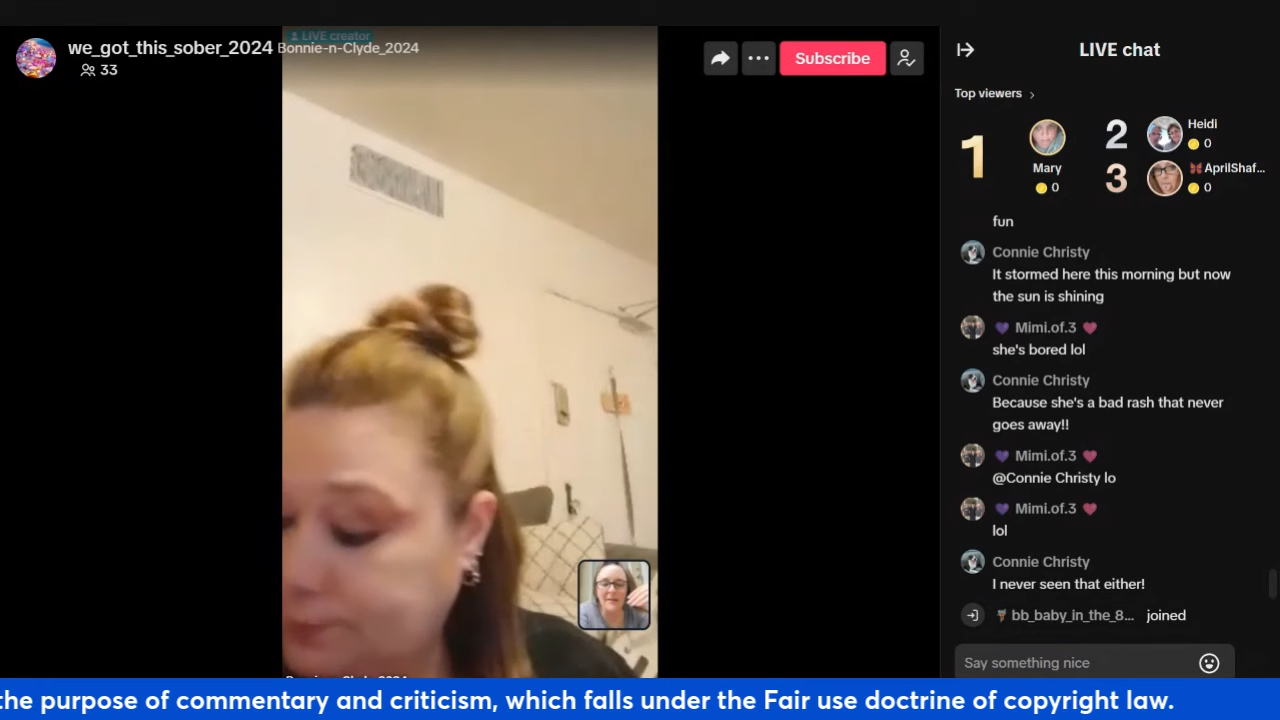 LIVE creator
we_got_this_sober_2024 Bonnie-n-Clyde_2024
33
Subscribe
LIVE chat
Top viewers
1
Mary
0
2
Heidi
0
3
AprilShaf...
0
fun
Connie Christy
It stormed here this morning but now
the sun is shining
💜 Mimi.of.3 💗
she's bored lol
Connie Christy
Because she's a bad rash that never
goes away!!
💜 Mimi.of.3 💗
@Connie Christy lo
💜 Mimi.of.3 💗
lol
Connie Christy
I never seen that either!
bb_baby_in_the_8... joined
Say something nice
the purpose of commentary and criticism, which falls under the Fair use doctrine of copyright law.